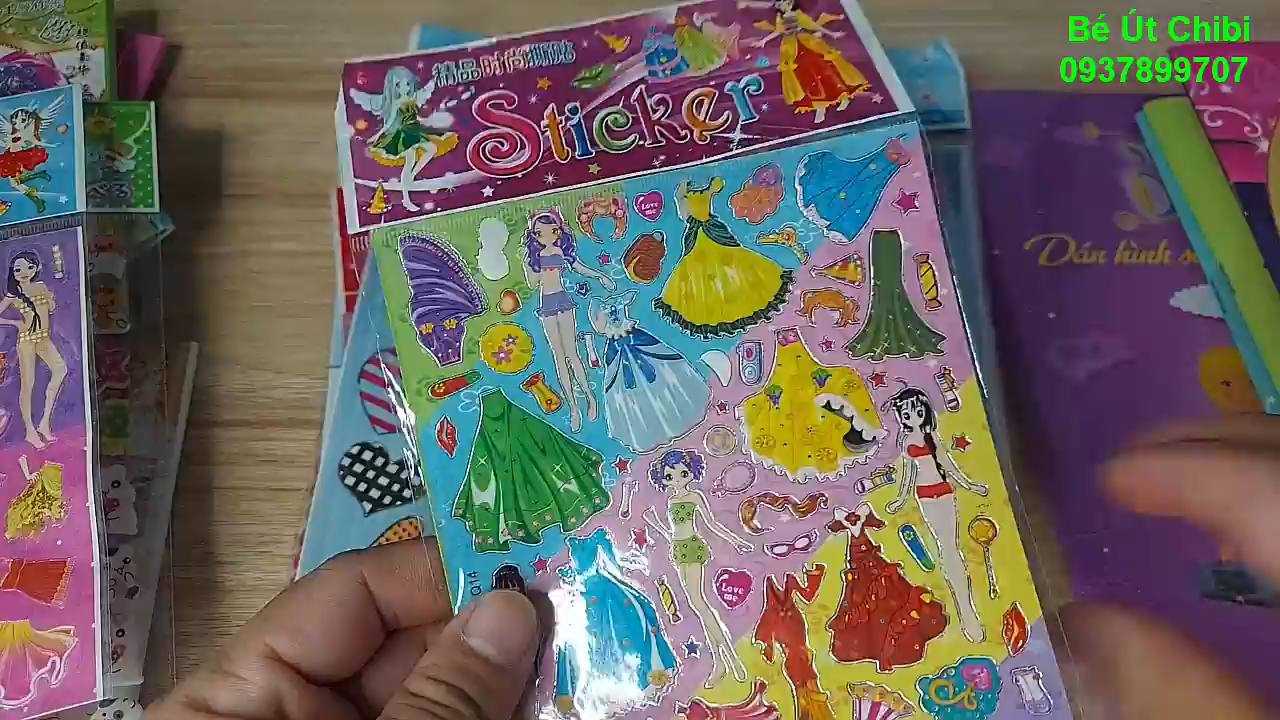 Bé Út Chibi
0937899707
精品时尚贴贴
Sticker
Love
me
Dán hình s
Love
me